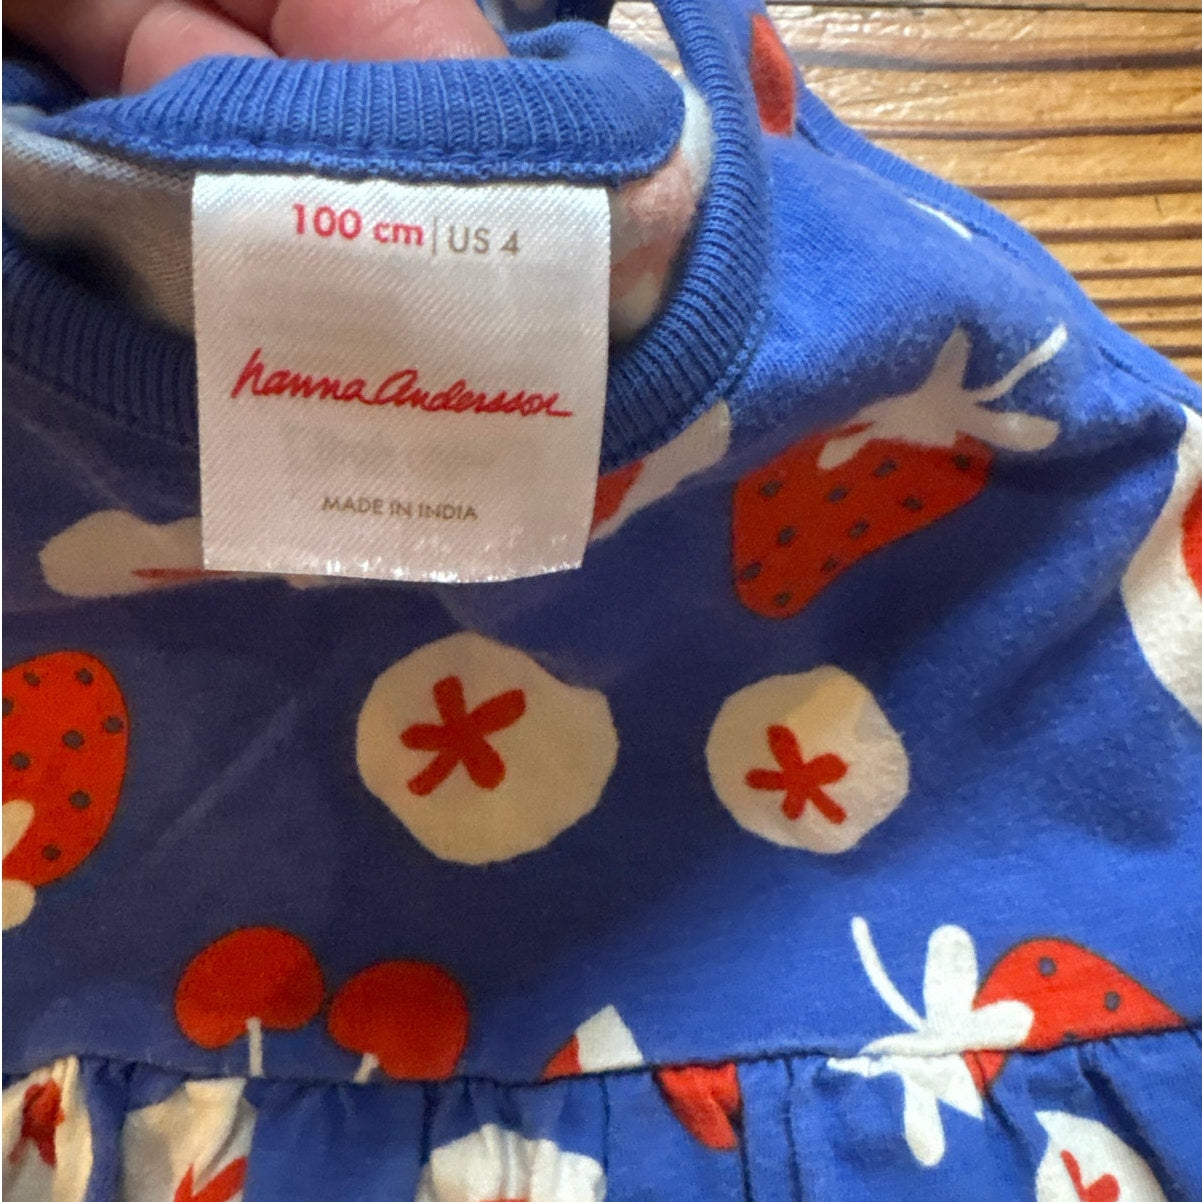 100 cm | US 4
hanna Andersson
MADE IN INDIA